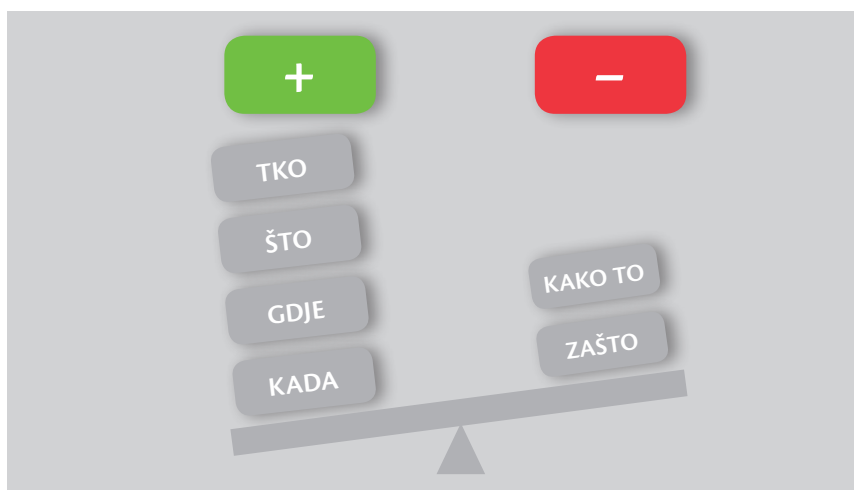 +
–
TKO
ŠTO
GDJE
KADA
KAKO TO
ZAŠTO